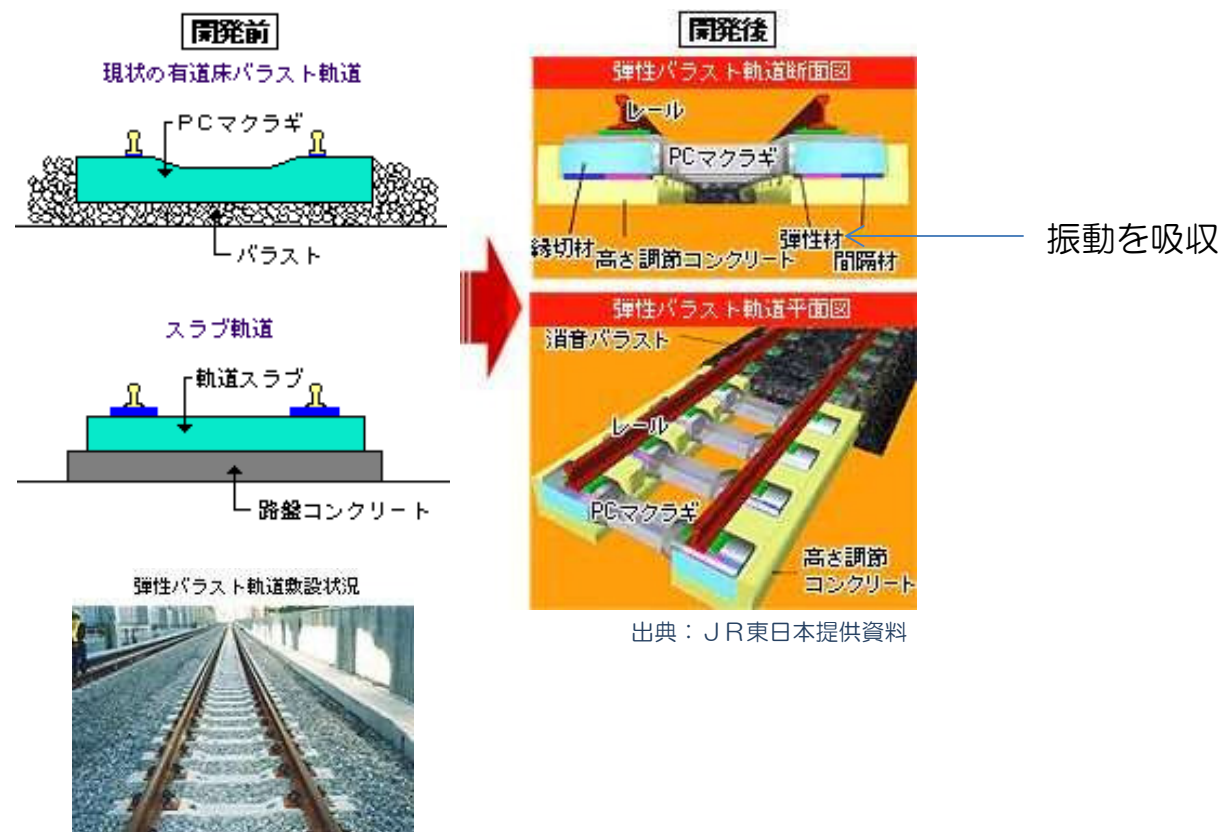 開発前
現状の有道床バラスト軌道
PCマクラギ
バラスト
スラブ軌道
軌道スラブ
路盤コンクリート
弾性バラスト軌道敷設状況
開発後
弾性バラスト軌道断面図
レール
PCマクラギ
縁切材
高さ調節コンクリート
弾性材
間隔材
振動を吸収
弾性バラスト軌道平面図
消音バラスト
レール
PCマクラギ
高さ調節
コンクリート
出典：ＪＲ東日本提供資料